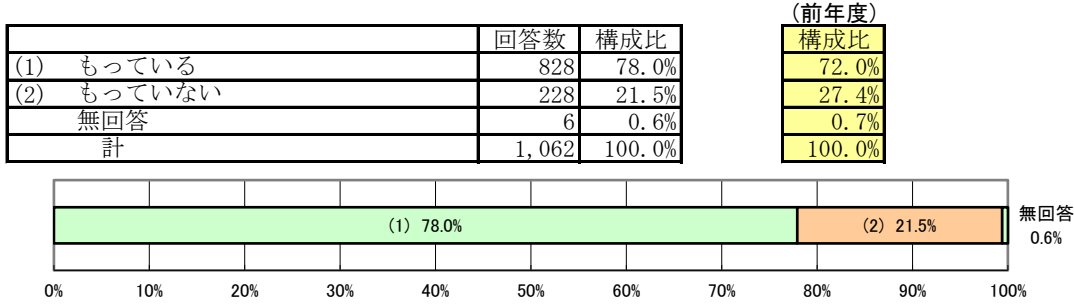 (前年度)
回答数 構成比 構成比
(1) もっている 828 78.0% 72.0%
(2) もっていない 228 21.5% 27.4%
無回答 6 0.6% 0.7%
計 1,062 100.0% 100.0%
(1) 78.0% (2) 21.5% 無回答
0.6%
0% 10% 20% 30% 40% 50% 60% 70% 80% 90% 100%